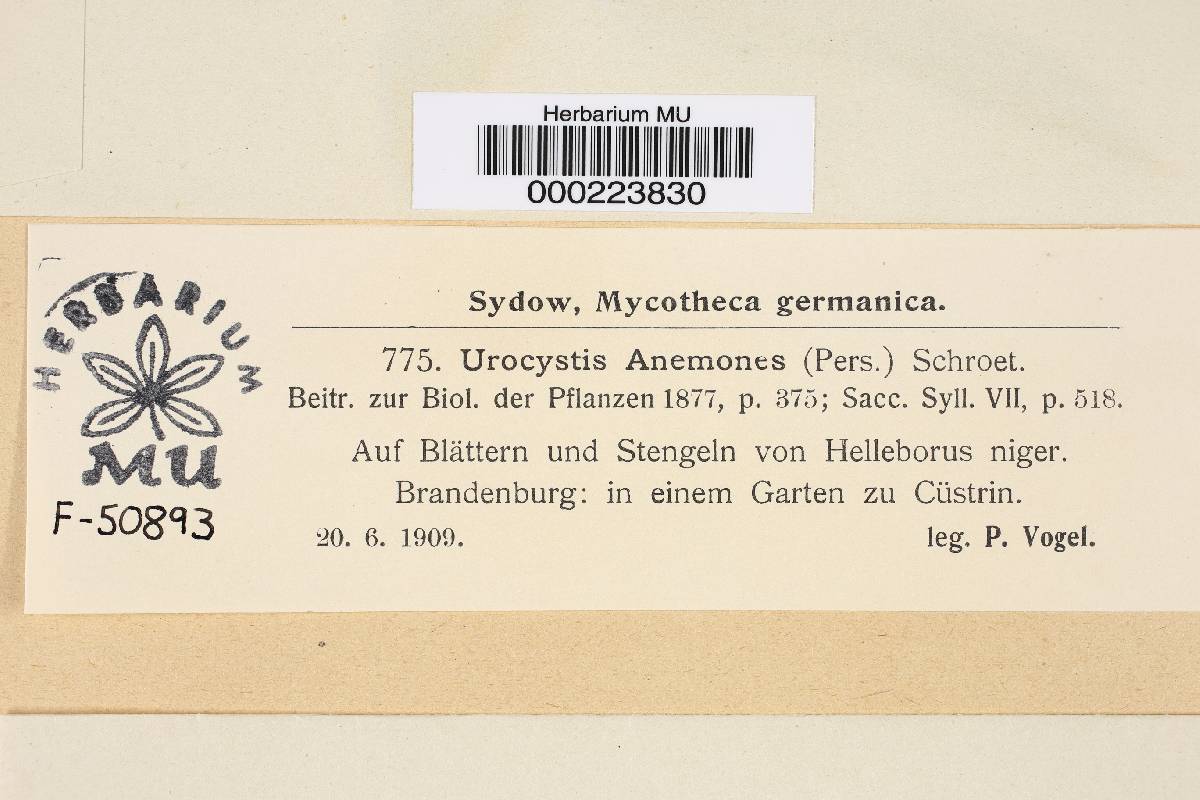 Herbarium MU
000223830
HERBARIUM
MU
F-50893
Sydow, Mycotheca germanica.
775. Urocystis Anemones (Pers.) Schroet.
Beitr. zur Biol. der Pflanzen 1877, p. 375; Sacc. Syll. VII, p. 518.
Auf Blättern und Stengeln von Helleborus niger.
Brandenburg: in einem Garten zu Cüstrin.
20. 6. 1909. leg. P. Vogel.